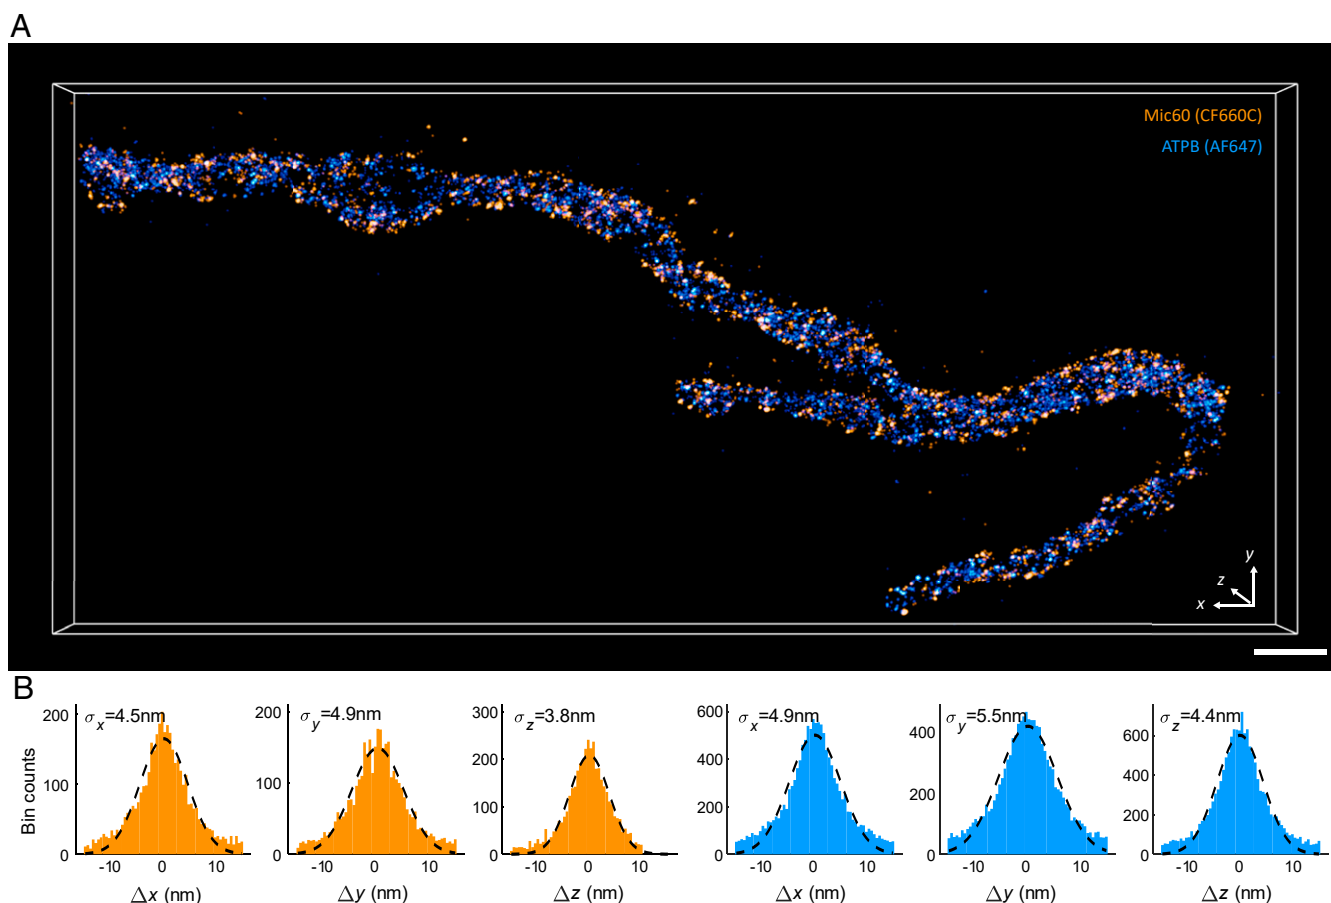 A
Mic60 (CF660C)
ATPB (AF647)
y
z
x
B
σx=4.5nm
σy=4.9nm
σz=3.8nm
σx=4.9nm
σy=5.5nm
σz=4.4nm
Bin counts
200
100
0
200
100
0
300
200
100
0
600
400
200
0
400
200
0
600
400
200
0
-10 0 10
-10 0 10
-10 0 10
-10 0 10
-10 0 10
-10 0 10
Δx (nm)
Δy (nm)
Δz (nm)
Δx (nm)
Δy (nm)
Δz (nm)